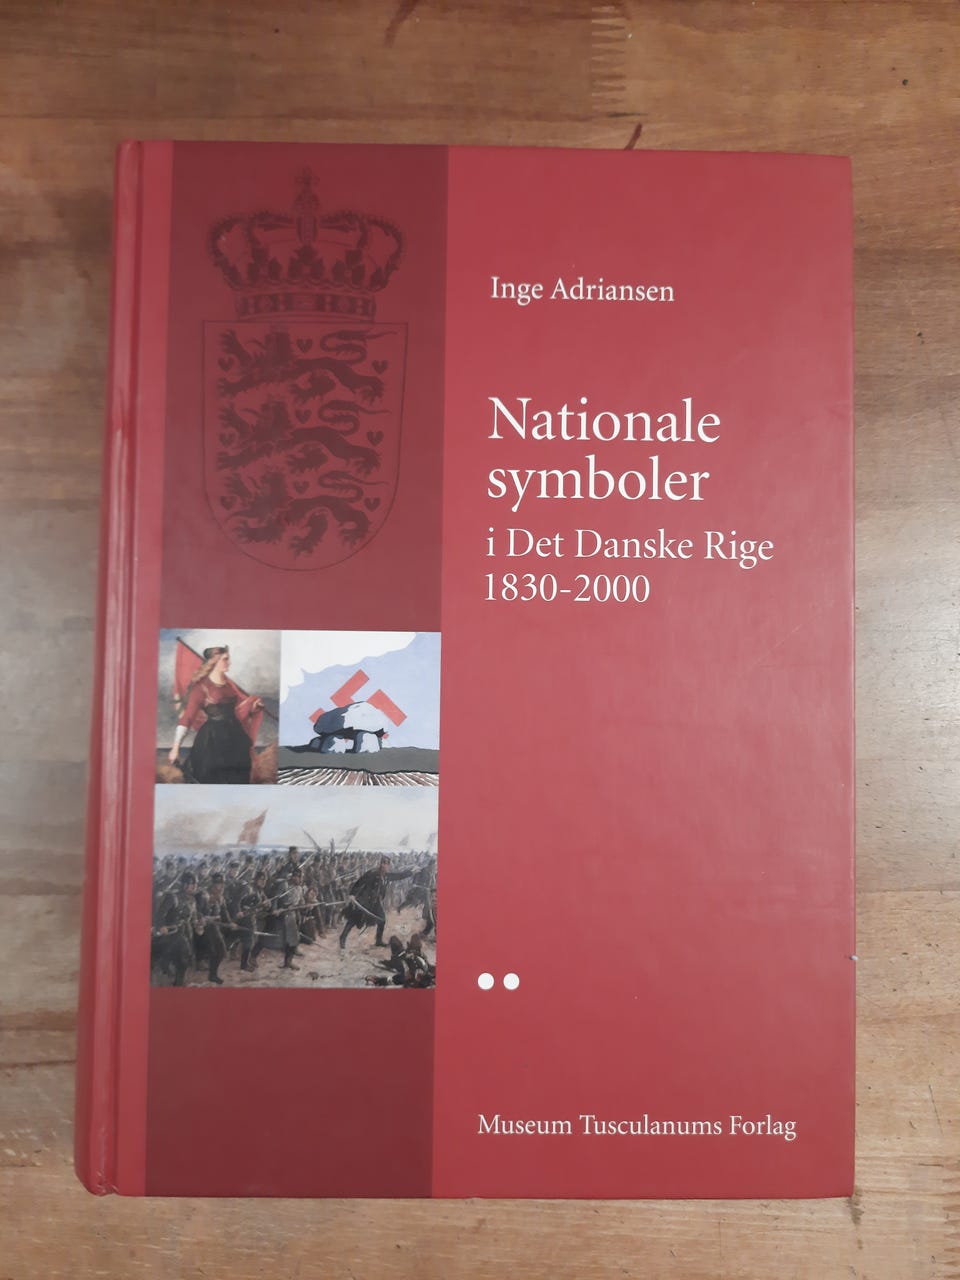 Inge Adriansen
Nationale
symboler
i Det Danske Rige
1830-2000
Museum Tusculanums Forlag